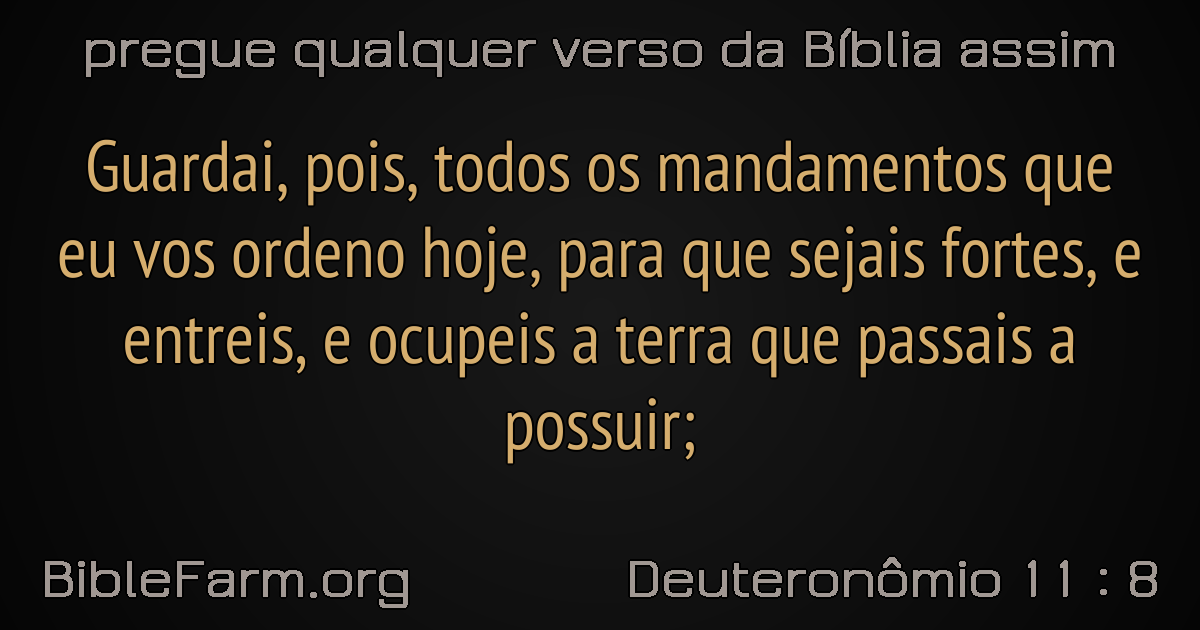 pregue qualquer verso da Bíblia assim
Guardai, pois, todos os mandamentos que
eu vos ordeno hoje, para que sejais fortes, e
entreis, e ocupeis a terra que passais a
possuir;
BibleFarm.org
Deuteronômio 11 : 8